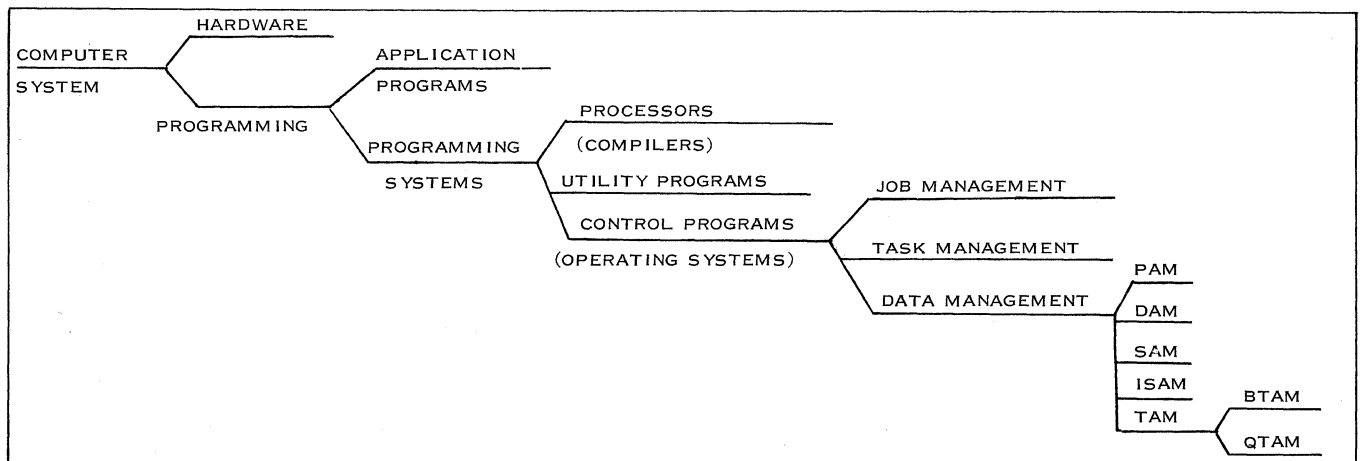 HARDWARE
COMPUTER
SYSTEM
APPLICATION
PROGRAMS
PROGRAMMING
PROCESSORS
(COMPILERS)
PROGRAMMING
SYSTEMS
UTILITY PROGRAMS
CONTROL PROGRAMS
(OPERATING SYSTEMS)
JOB MANAGEMENT
TASK MANAGEMENT
DATA MANAGEMENT
PAM
DAM
SAM
ISAM
TAM
BTAM
QTAM